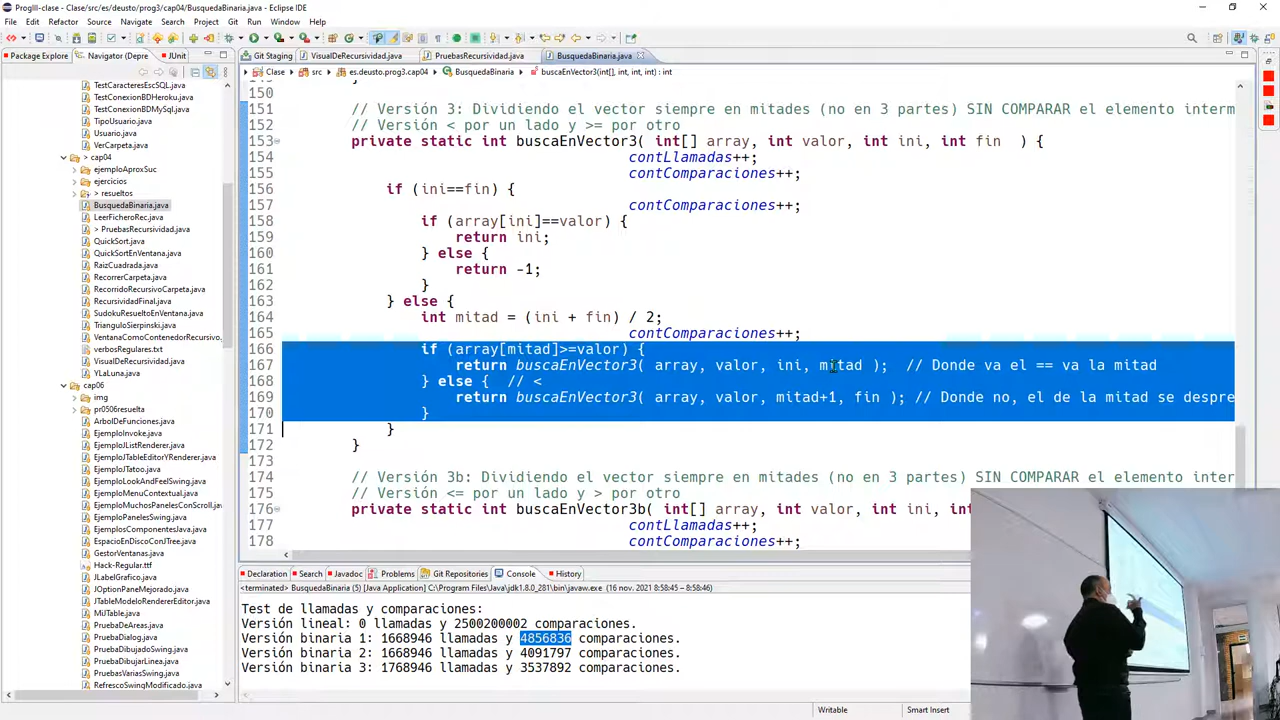 ProgIII-clase - Clase/src/es/deusto/prog3/cap04/BusquedaBinaria.java - Eclipse IDE
File Edit Refactor Source Navigate Search Project Git Run Window Help
Package Explore Navigator (Depre JUnit
Git Staging VisualDeRecursividad.java PruebasRecursividad.java BusquedaBinaria.java
Clase src es.deusto.prog3.cap04 BusquedaBinaria buscaEnVector3(int[], int, int, int) : int
TestCaracteresEscSQL.java
TestConexionBDHeroku.java
TestConexionBDMySql.java
TipoUsuario.java
Usuario.java
VerCarpeta.java
> cap04
ejemploAproxSuc
ejercicios
> resueltos
BusquedaBinaria.java
LeerFicheroRec.java
> PruebasRecursividad.java
QuickSort.java
QuickSortEnVentana.java
RaizCuadrada.java
RecorrerCarpeta.java
RecorridoRecursivoCarpeta.java
RecursividadFinal.java
SudokuResueltoEnVentana.java
TrianguloSierpinski.java
VentanaComoContenedorRecursivo.java
verbosRegulares.txt
VisualDeRecursividad.java
YLaLuna.java
cap06
img
pr0506resuelta
ArbolDeFunciones.java
EjemploInvoke.java
EjemploJListRenderer.java
EjemploJTableEditorYRenderer.java
EjemploJTatoo.java
EjemploLookAndFeelSwing.java
EjemploMenuContextual.java
EjemploMuchosPanelesConScroll.java
EjemploPanelesSwing.java
EjemplosComponentesJava.java
EspacioEnDiscoConJTree.java
GestorVentanas.java
Hack-Regular.ttf
JLabelGrafico.java
JOptionPaneMejorado.java
JTableModeloRendererEditor.java
MiJTable.java
PruebaDeAreas.java
PruebaDialog.java
PruebaDibujarLinea.java
PruebasVariasSwing.java
RefrescoSwingModificado.java
150
151 // Versión 3: Dividiendo el vector siempre en mitades (no en 3 partes) SIN COMPARAR el elemento interm
152 // Versión < por un lado y >= por otro
153 private static int buscaEnVector3( int[] array, int valor, int ini, int fin ) {
154 contLlamadas++;
155 contComparaciones++;
156 if (ini==fin) {
157 contComparaciones++;
158 if (array[ini]==valor) {
159 return ini;
160 } else {
161 return -1;
162 }
163 } else {
164 int mitad = (ini + fin) / 2;
165 contComparaciones++;
166 if (array[mitad]>=valor) {
167 return buscaEnVector3( array, valor, ini, mitad ); // Donde va el == va la mitad
168 } else { // <
169 return buscaEnVector3( array, valor, mitad+1, fin ); // Donde no, el de la mitad se despre
170 }
171 }
172 }
173
174 // Versión 3b: Dividiendo el vector siempre en mitades (no en 3 partes) SIN COMPARAR el elemento inter
175 // Versión <= por un lado y > por otro
176 private static int buscaEnVector3b( int[] array, int valor, int ini, in
177 contLlamadas++;
178 contComparaciones++;
Declaration Search Javadoc Problems Git Repositories Console History
<terminated> BusquedaBinaria (5) [Java Application] C:\Program Files\Java\jdk1.8.0_281\bin\javaw.exe (16 nov. 2021 8:58:45 – 8:58:46)
Test de llamadas y comparaciones:
Versión lineal: 0 llamadas y 2500200002 comparaciones.
Versión binaria 1: 1668946 llamadas y 4856836 comparaciones.
Versión binaria 2: 1668946 llamadas y 4091797 comparaciones.
Versión binaria 3: 1768946 llamadas y 3537892 comparaciones.
Writable Smart Insert